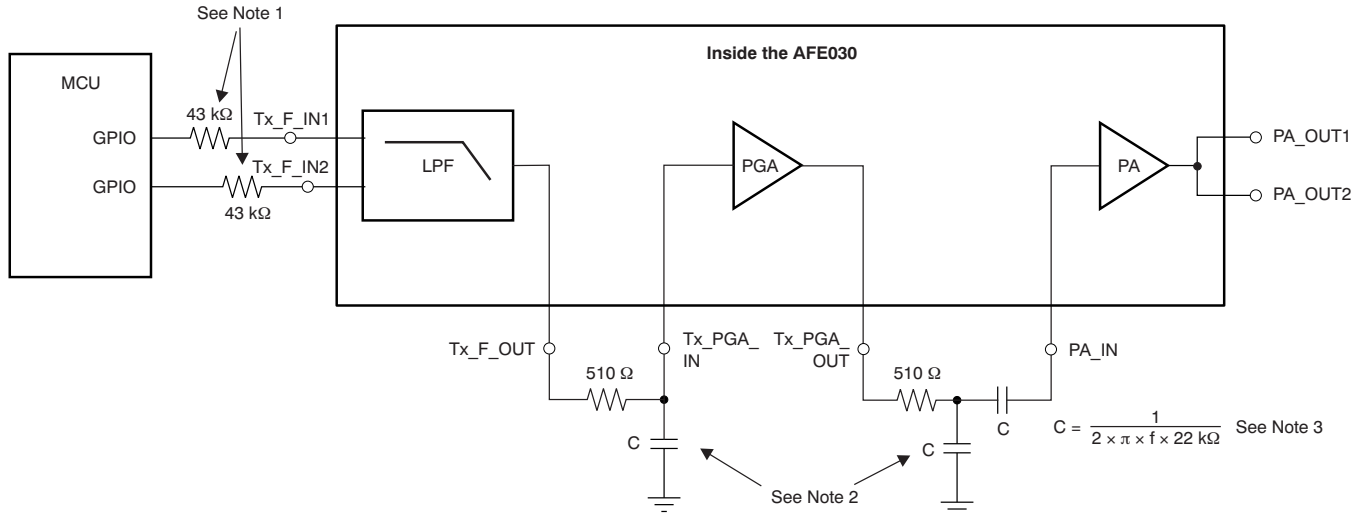 See Note 1
Inside the AFE030
MCU
43 kΩ
Tx_F_IN1
GPIO
LPF
PGA
PA
PA_OUT1
Tx_F_IN2
GPIO
PA_OUT2
43 kΩ
Tx_F_OUT
Tx_PGA_
IN
Tx_PGA_
OUT
PA_IN
510 Ω
510 Ω
C
C
C
C = 1 / 2 × π × f × 22 kΩ See Note 3
See Note 2